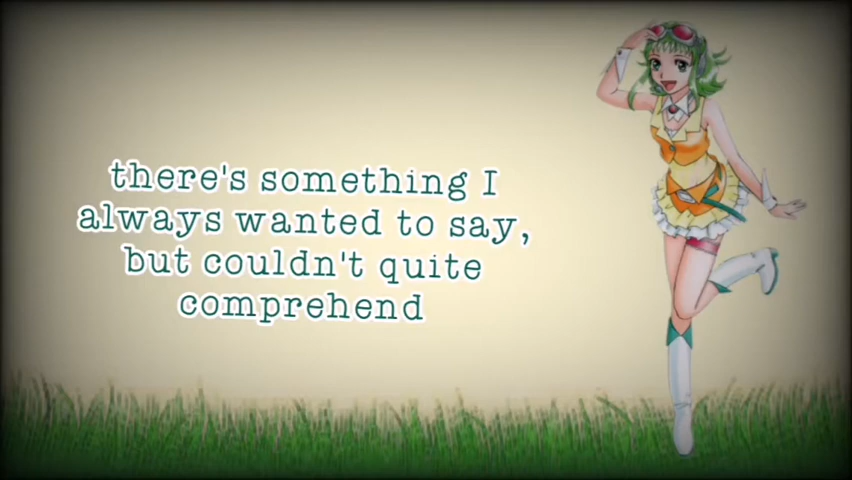 there's something I
always wanted to say,
but couldn't quite
comprehend